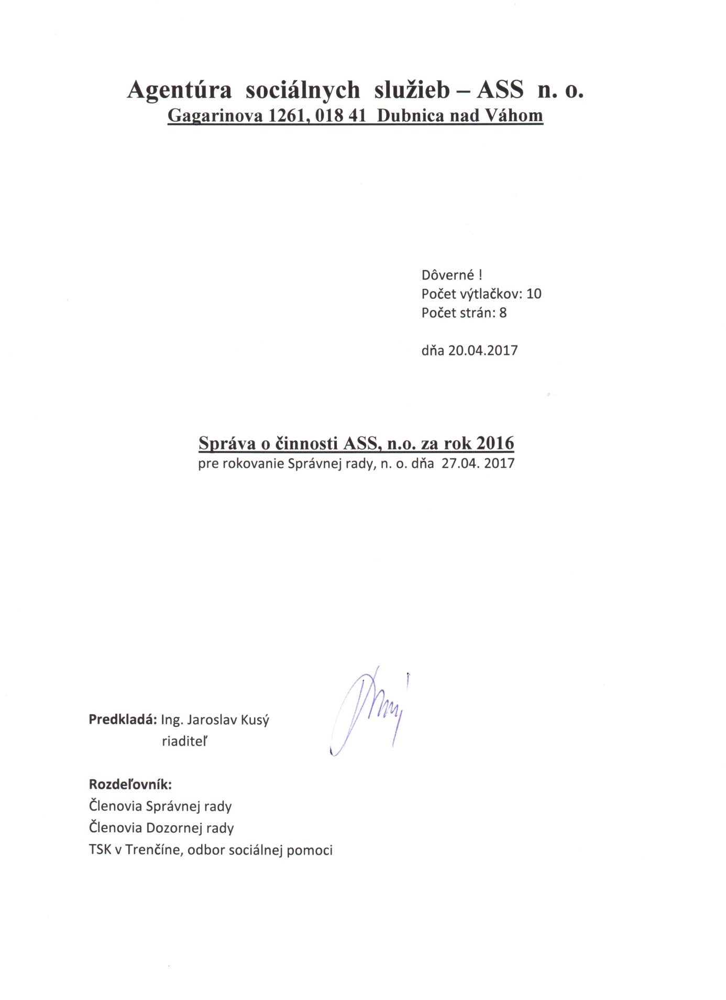 Agentúra sociálnych služieb – ASS n. o.
Gagarinova 1261, 018 41 Dubnica nad Váhom
Dôverné !
Počet výtlačkov: 10
Počet strán: 8
dňa 20.04.2017
Správa o činnosti ASS, n.o. za rok 2016
pre rokovanie Správnej rady, n. o. dňa 27.04. 2017
Predkladá: Ing. Jaroslav Kusý
riaditeľ
Rozdeľovník:
Členovia Správnej rady
Členovia Dozornej rady
TSK v Trenčíne, odbor sociálnej pomoci